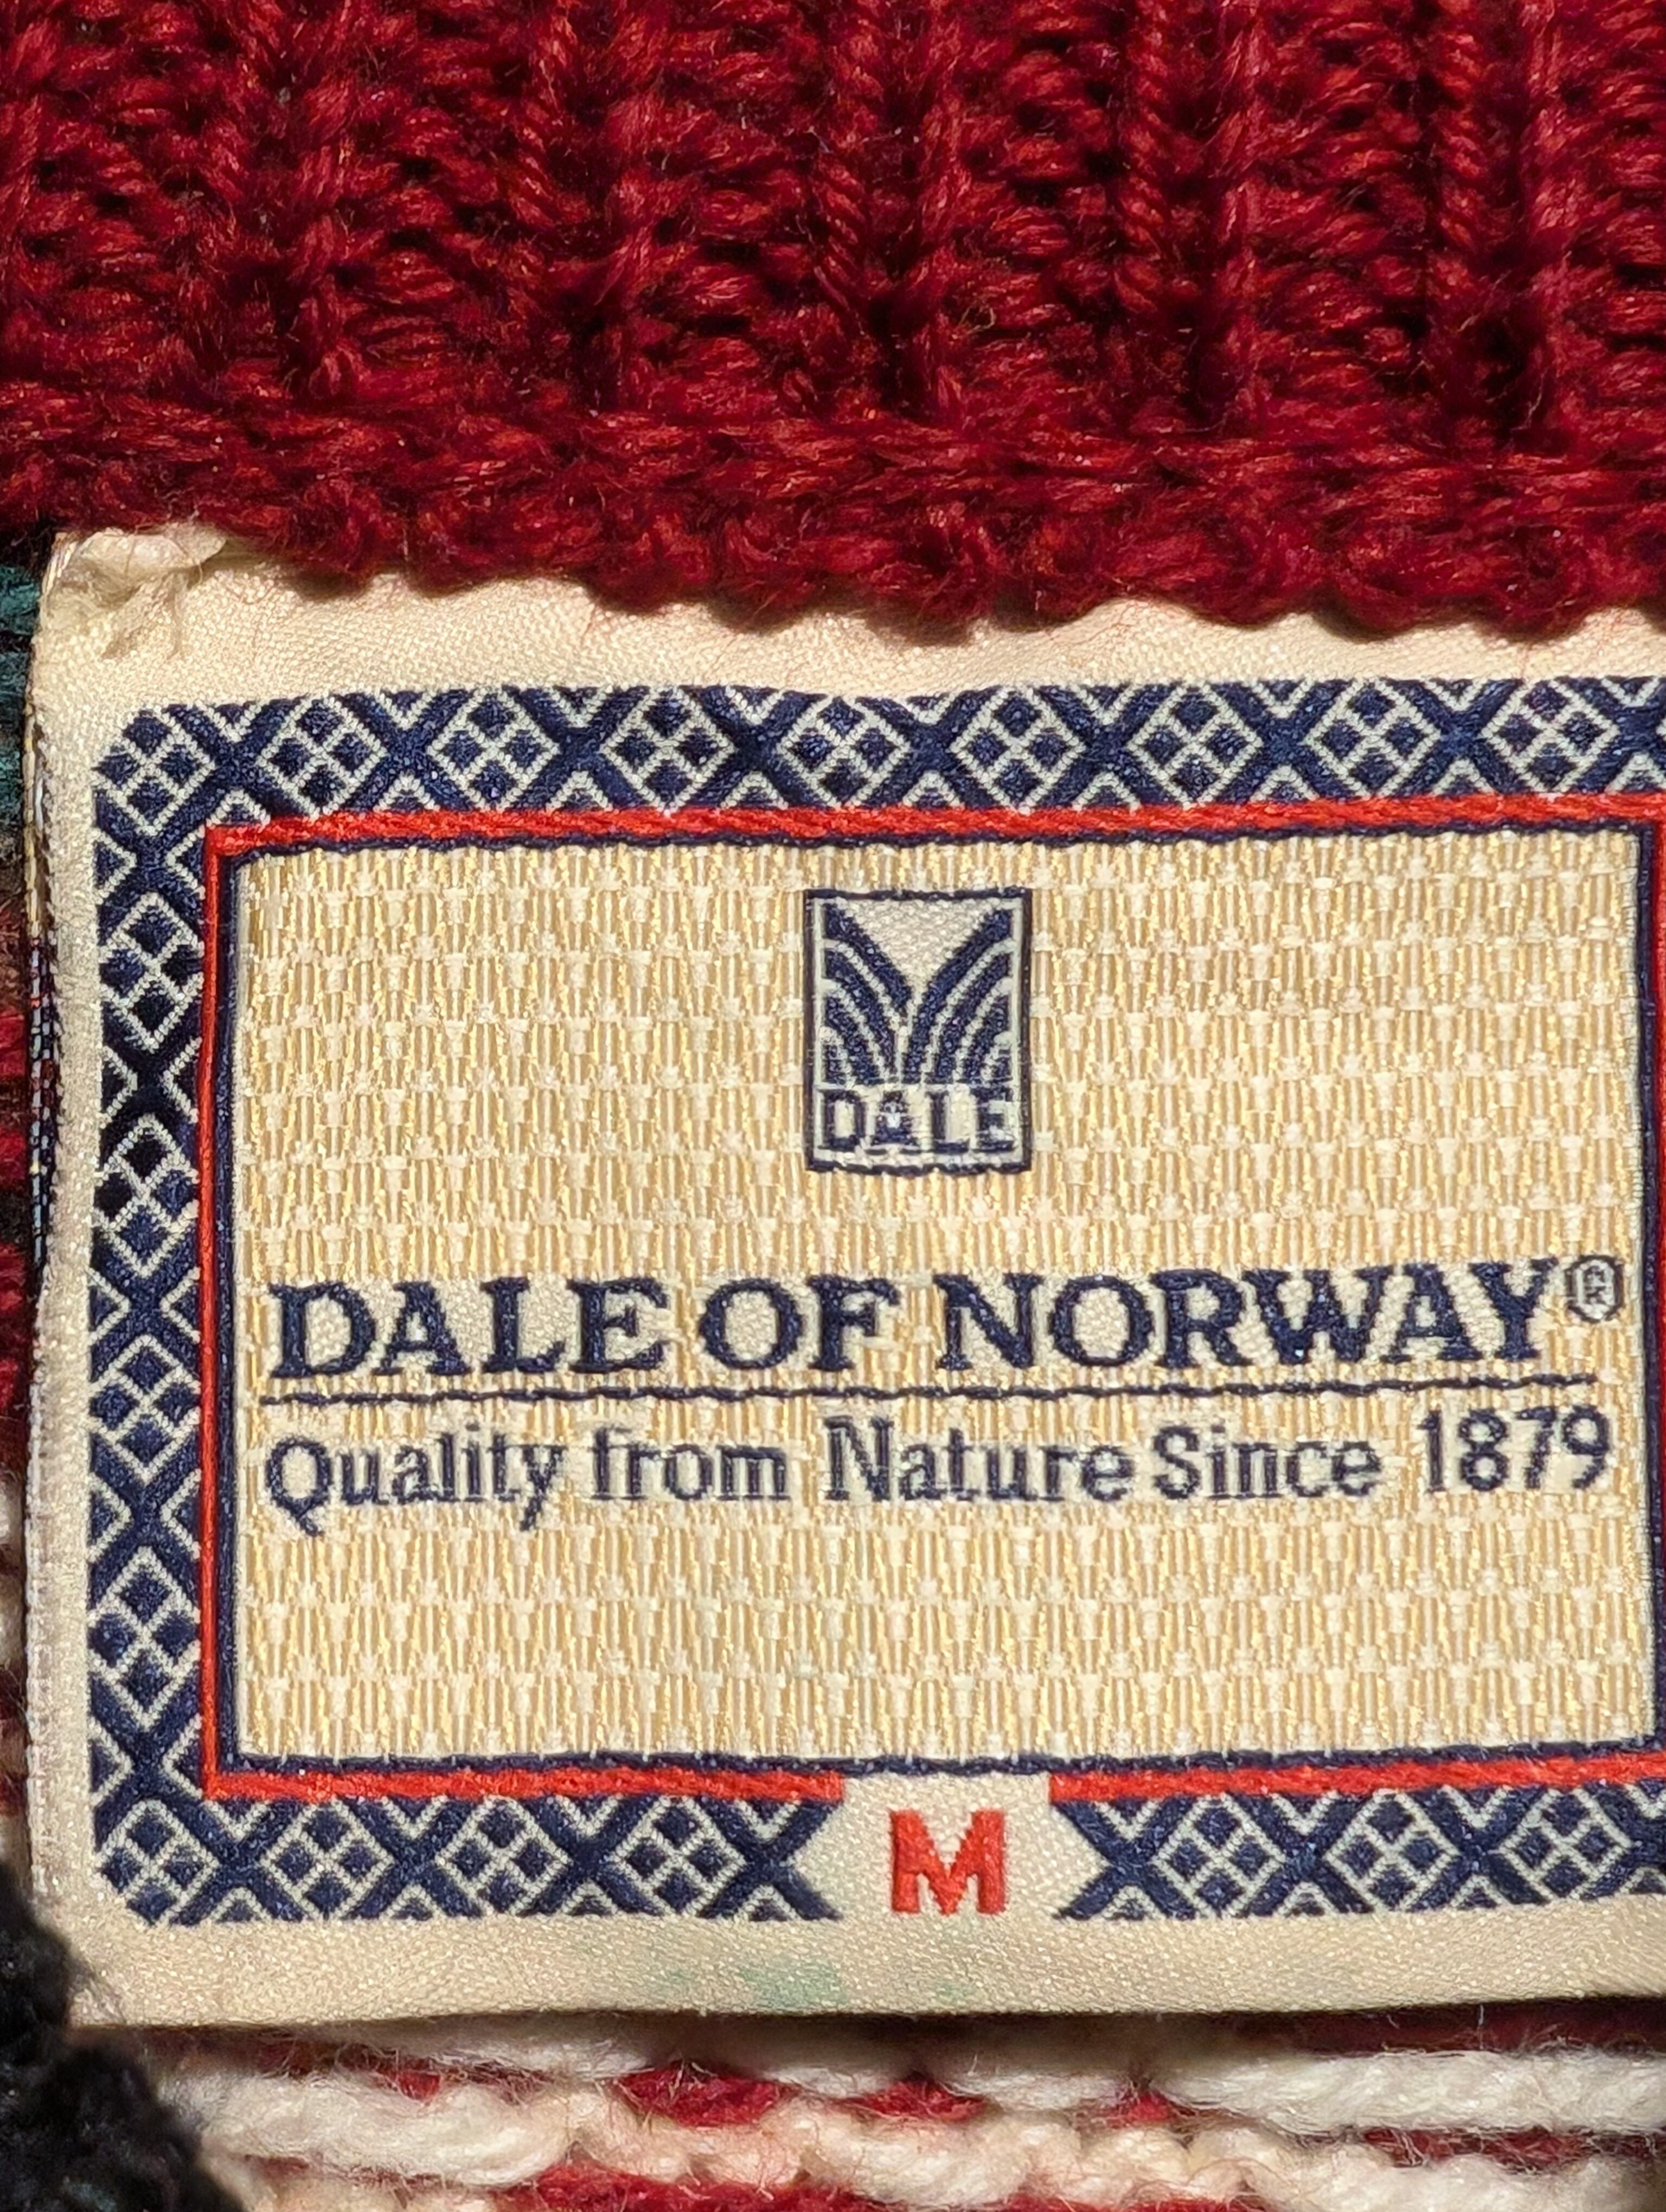 DALE
DALE OF NORWAY®
Quality from Nature Since 1879
M